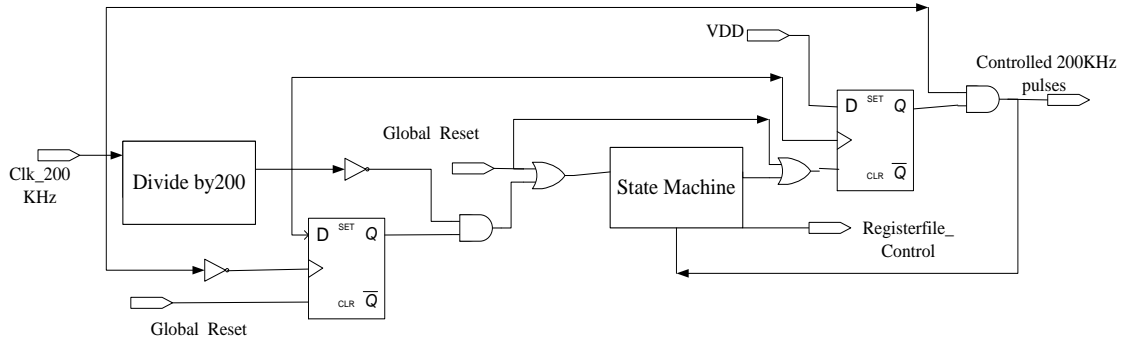 VDD
Controlled 200KHz
pulses
D SET Q
CLR Q
Global Reset
Clk_200
KHz
Divide by200
State Machine
Registerfile_
Control
D SET Q
CLR Q
Global Reset